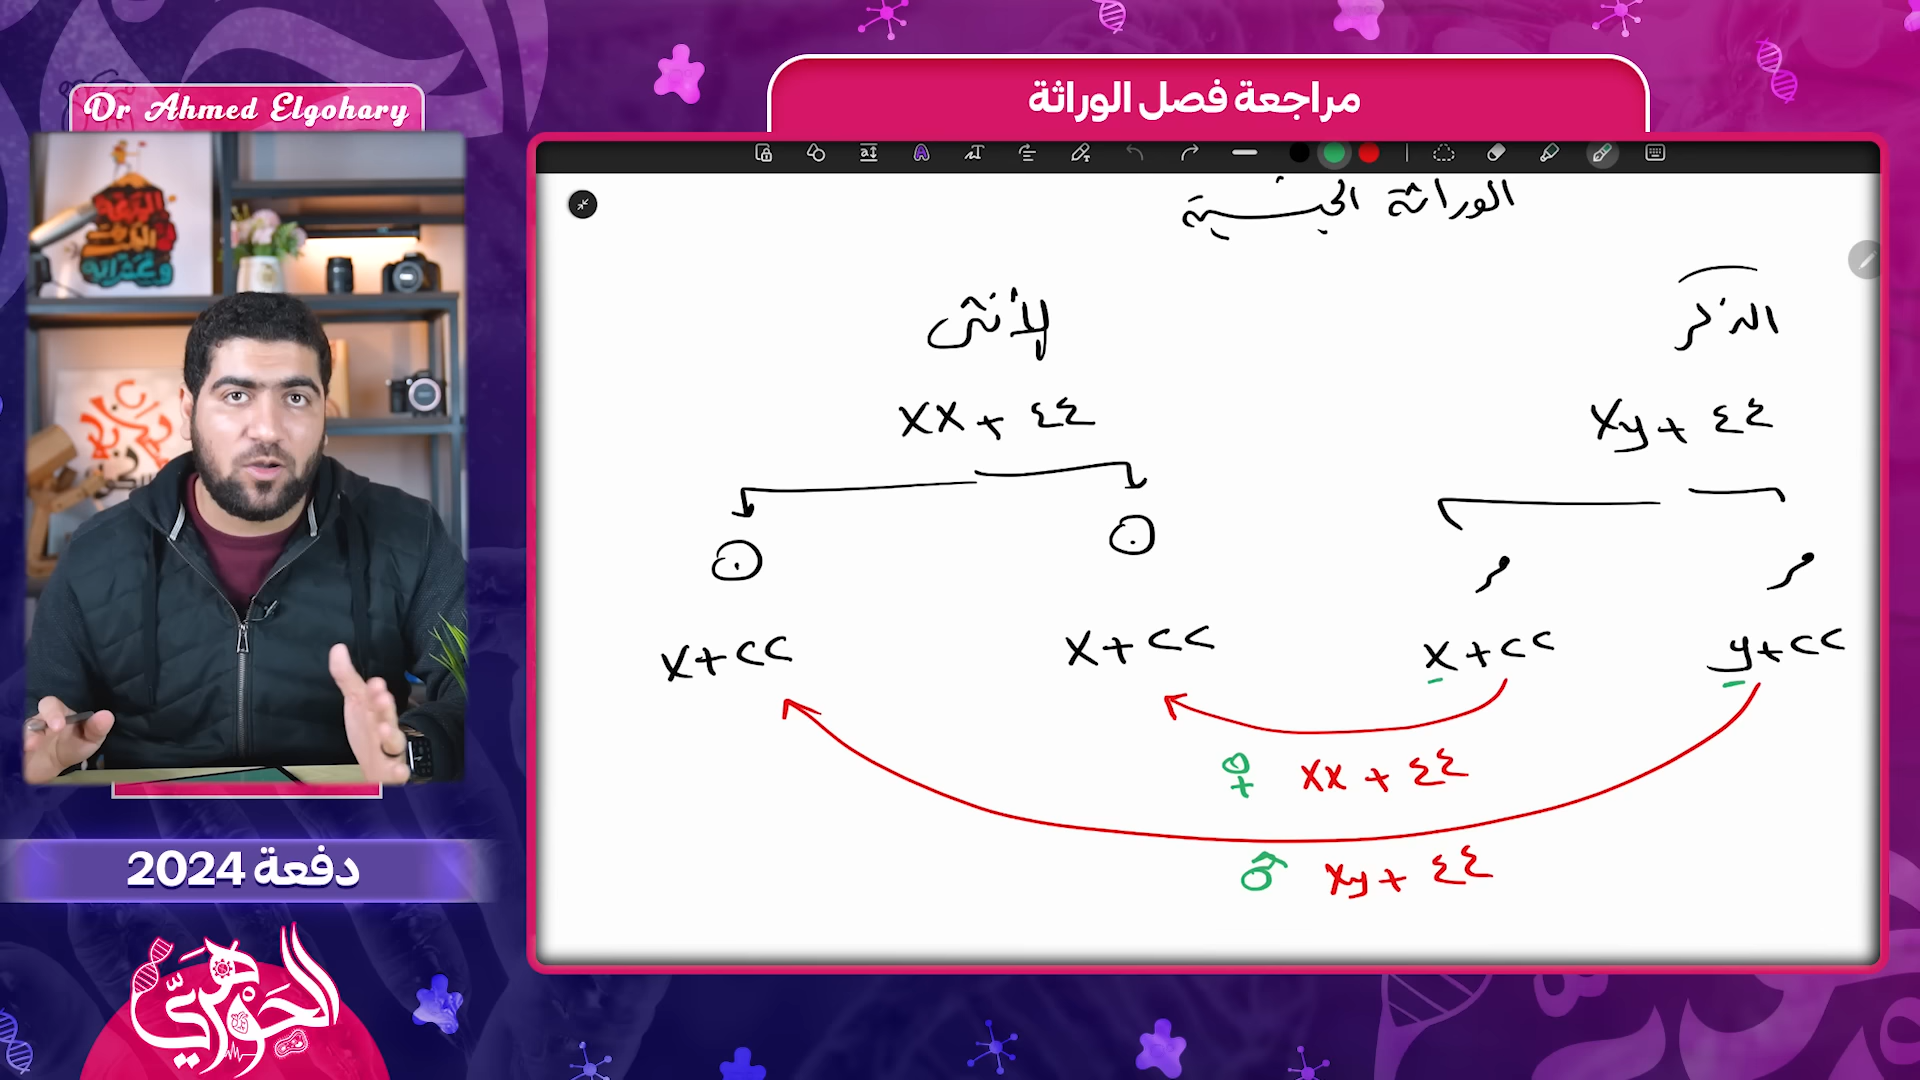 Dr Ahmed Elgohary
مراجعة فصل الوراثة
الوراثة الجنسية
الذكر
الأنثى
Xy + ٤٤
XX + ٤٤
y + ٢٢
x + ٢٢
X + ٢٢
X + ٢٢
♀ XX + ٤٤
♂ Xy + ٤٤
دفعة 2024
الجوهري